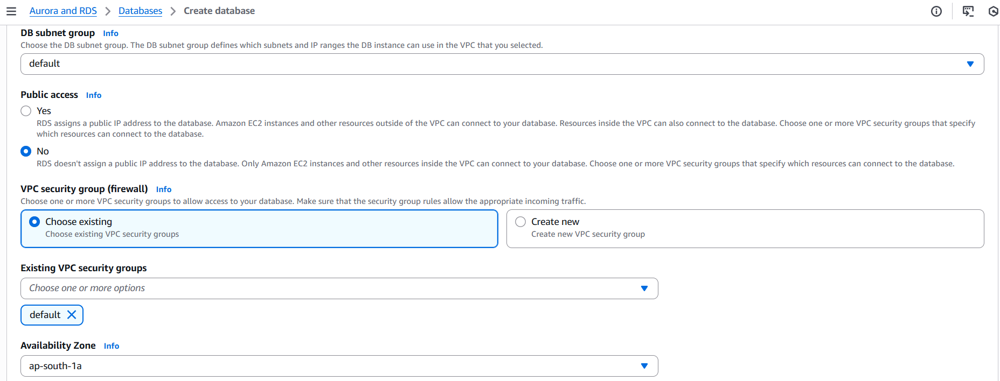 Aurora and RDS > Databases > Create database
DB subnet group Info
Choose the DB subnet group. The DB subnet group defines which subnets and IP ranges the DB instance can use in the VPC that you selected.
default
Public access Info
Yes
RDS assigns a public IP address to the database. Amazon EC2 instances and other resources outside of the VPC can connect to your database. Resources inside the VPC can also connect to the database. Choose one or more VPC security groups that specify
which resources can connect to the database.
No
RDS doesn't assign a public IP address to the database. Only Amazon EC2 instances and other resources inside the VPC can connect to your database. Choose one or more VPC security groups that specify which resources can connect to the database.
VPC security group (firewall) Info
Choose one or more VPC security groups to allow access to your database. Make sure that the security group rules allow the appropriate incoming traffic.
Choose existing
Choose existing VPC security groups
Create new
Create new VPC security group
Existing VPC security groups
Choose one or more options
default
Availability Zone Info
ap-south-1a